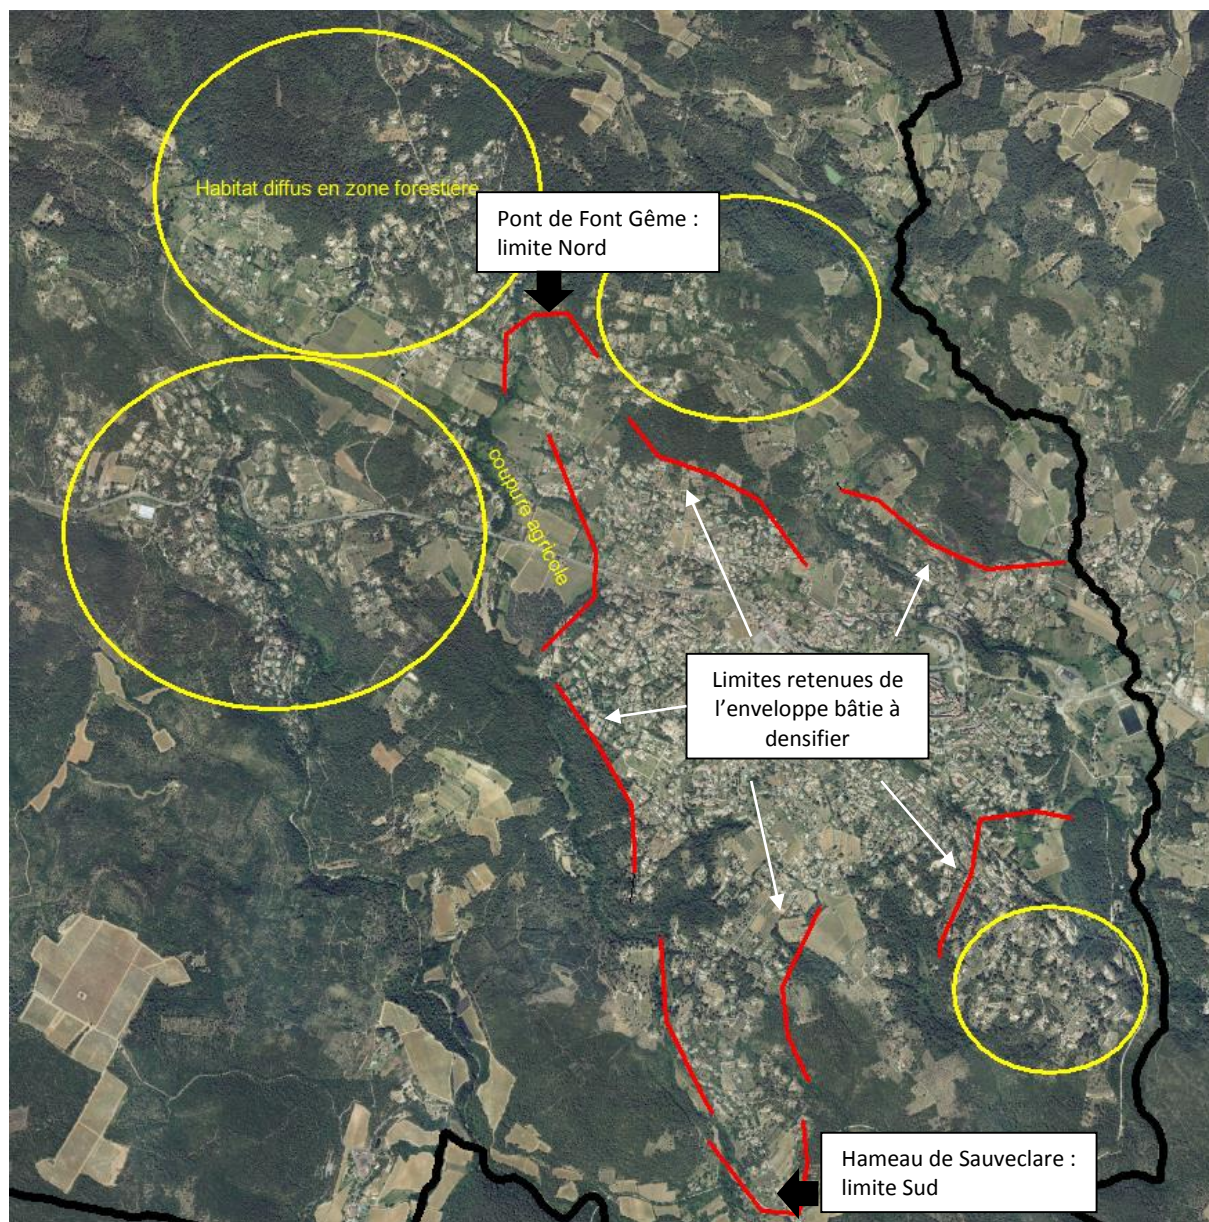 Habitat diffus en zone forestière
Pont de Font Gême :
limite Nord
coupure agricole
Limites retenues de
l’enveloppe bâtie à
densifier
Hameau de Sauveclare :
limite Sud